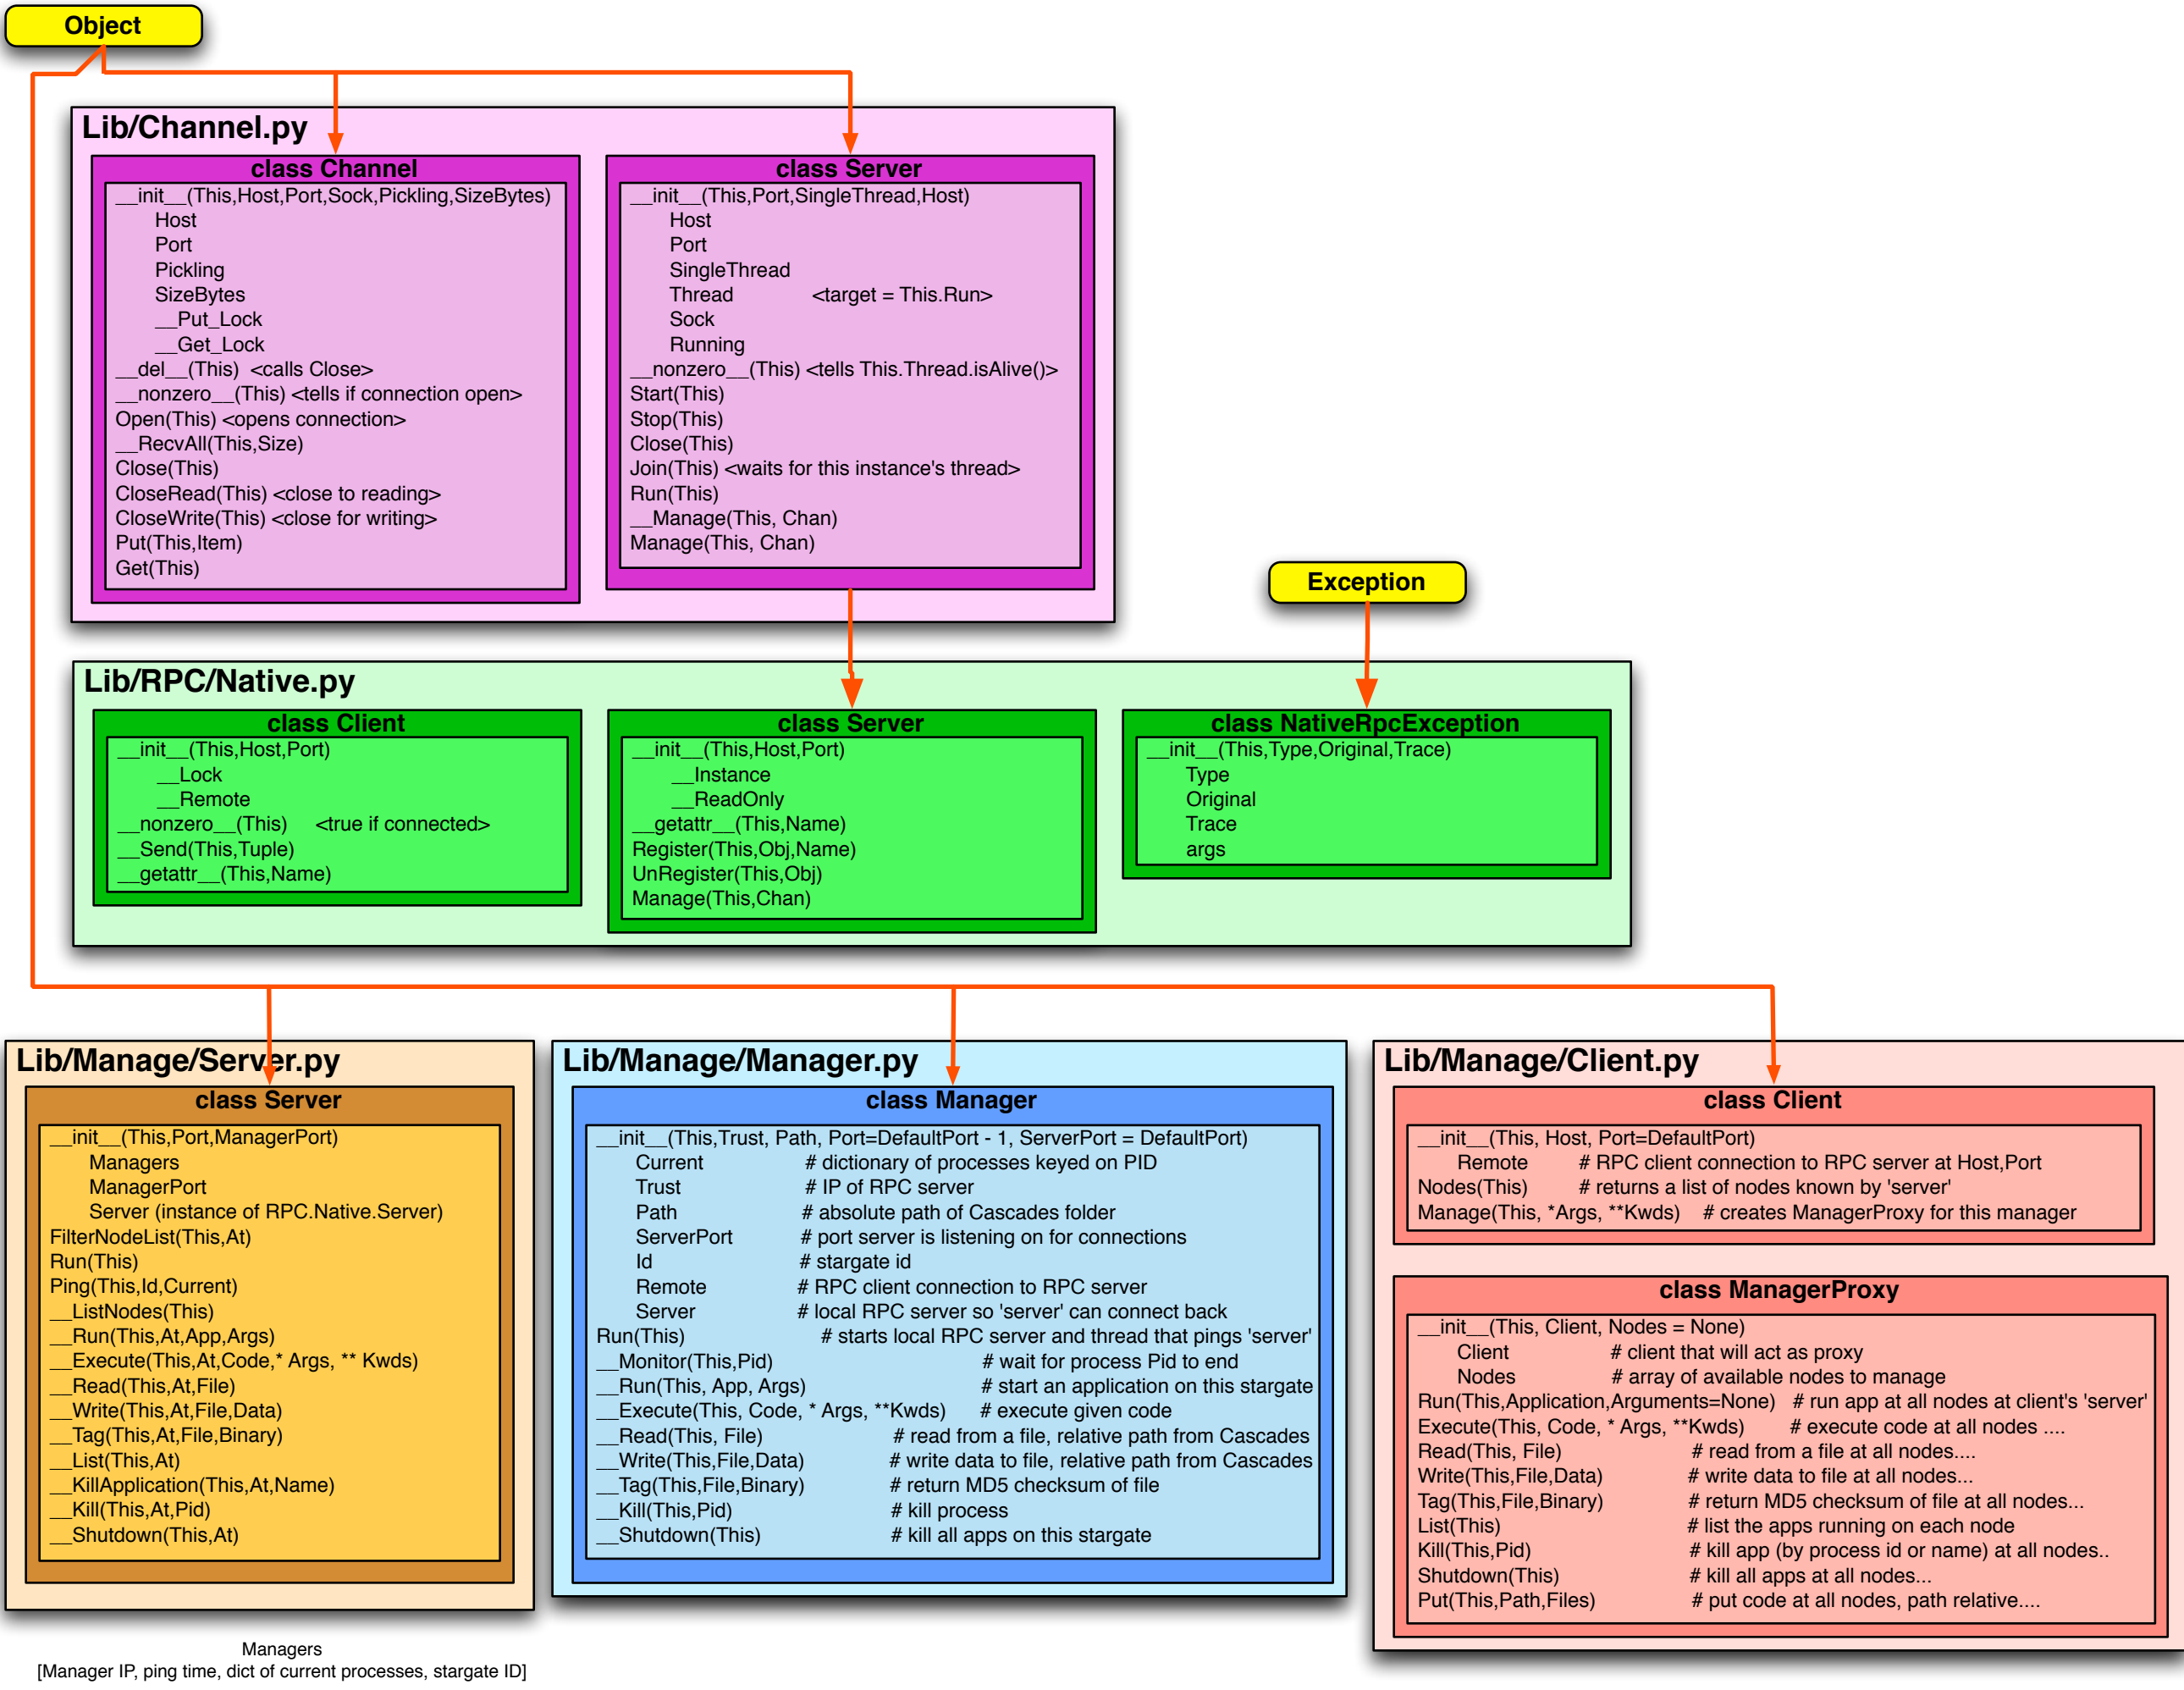 Object
Lib/Channel.py
class Channel
__init__(This,Host,Port,Sock,Pickling,SizeBytes)
Host
Port
Pickling
SizeBytes
__Put_Lock
__Get_Lock
__del__(This) <calls Close>
__nonzero__(This) <tells if connection open>
Open(This) <opens connection>
__RecvAll(This,Size)
Close(This)
CloseRead(This) <close to reading>
CloseWrite(This) <close for writing>
Put(This,Item)
Get(This)
class Server
__init__(This,Port,SingleThread,Host)
Host
Port
SingleThread
Thread <target = This.Run>
Sock
Running
__nonzero__(This) <tells This.Thread.isAlive()>
Start(This)
Stop(This)
Close(This)
Join(This) <waits for this instance's thread>
Run(This)
__Manage(This, Chan)
Manage(This, Chan)
Exception
Lib/RPC/Native.py
class Client
__init__(This,Host,Port)
__Lock
__Remote
__nonzero__(This) <true if connected>
__Send(This,Tuple)
__getattr__(This,Name)
class Server
__init__(This,Host,Port)
__Instance
__ReadOnly
__getattr__(This,Name)
Register(This,Obj,Name)
UnRegister(This,Obj)
Manage(This,Chan)
class NativeRpcException
__init__(This,Type,Original,Trace)
Type
Original
Trace
args
Lib/Manage/Server.py
class Server
__init__(This,Port,ManagerPort)
Managers
ManagerPort
Server (instance of RPC.Native.Server)
FilterNodeList(This,At)
Run(This)
Ping(This,Id,Current)
__ListNodes(This)
__Run(This,At,App,Args)
__Execute(This,At,Code,* Args, ** Kwds)
__Read(This,At,File)
__Write(This,At,File,Data)
__Tag(This,At,File,Binary)
__List(This,At)
__KillApplication(This,At,Name)
__Kill(This,At,Pid)
__Shutdown(This,At)
Managers
[Manager IP, ping time, dict of current processes, stargate ID]
Lib/Manage/Manager.py
class Manager
__init__(This,Trust, Path, Port=DefaultPort - 1, ServerPort = DefaultPort)
Current # dictionary of processes keyed on PID
Trust # IP of RPC server
Path # absolute path of Cascades folder
ServerPort # port server is listening on for connections
Id # stargate id
Remote # RPC client connection to RPC server
Server # local RPC server so 'server' can connect back
Run(This) # starts local RPC server and thread that pings 'server'
__Monitor(This,Pid) # wait for process Pid to end
__Run(This, App, Args) # start an application on this stargate
__Execute(This, Code, * Args, **Kwds) # execute given code
__Read(This, File) # read from a file, relative path from Cascades
__Write(This,File,Data) # write data to file, relative path from Cascades
__Tag(This,File,Binary) # return MD5 checksum of file
__Kill(This,Pid) # kill process
__Shutdown(This) # kill all apps on this stargate
Lib/Manage/Client.py
class Client
__init__(This, Host, Port=DefaultPort)
Remote # RPC client connection to RPC server at Host,Port
Nodes(This) # returns a list of nodes known by 'server'
Manage(This, *Args, **Kwds) # creates ManagerProxy for this manager
class ManagerProxy
__init__(This, Client, Nodes = None)
Client # client that will act as proxy
Nodes # array of available nodes to manage
Run(This,Application,Arguments=None) # run app at all nodes at client's 'server'
Execute(This, Code, * Args, **Kwds) # execute code at all nodes ....
Read(This, File) # read from a file at all nodes....
Write(This,File,Data) # write data to file at all nodes...
Tag(This,File,Binary) # return MD5 checksum of file at all nodes...
List(This) # list the apps running on each node
Kill(This,Pid) # kill app (by process id or name) at all nodes..
Shutdown(This) # kill all apps at all nodes...
Put(This,Path,Files) # put code at all nodes, path relative....